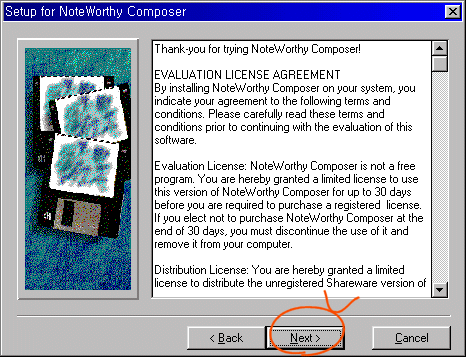 Setup for NoteWorthy Composer
Thank-you for trying NoteWorthy Composer!
EVALUATION LICENSE AGREEMENT
By installing NoteWorthy Composer on your system, you
indicate your agreement to the following terms and
conditions. Please carefully read these terms and
conditions prior to continuing with the evaluation of this
software.
Evaluation License: NoteWorthy Composer is not a free
program. You are hereby granted a limited license to use
this version of NoteWorthy Composer for up to 30 days
before you are required to purchase a registered  license.
If you elect not to purchase NoteWorthy Composer at the
end of 30 days, you must discontinue the use of it and
remove it from your computer.
Distribution License: You are hereby granted a limited
license to distribute the unregistered Shareware version of
< Back
Next >
Cancel